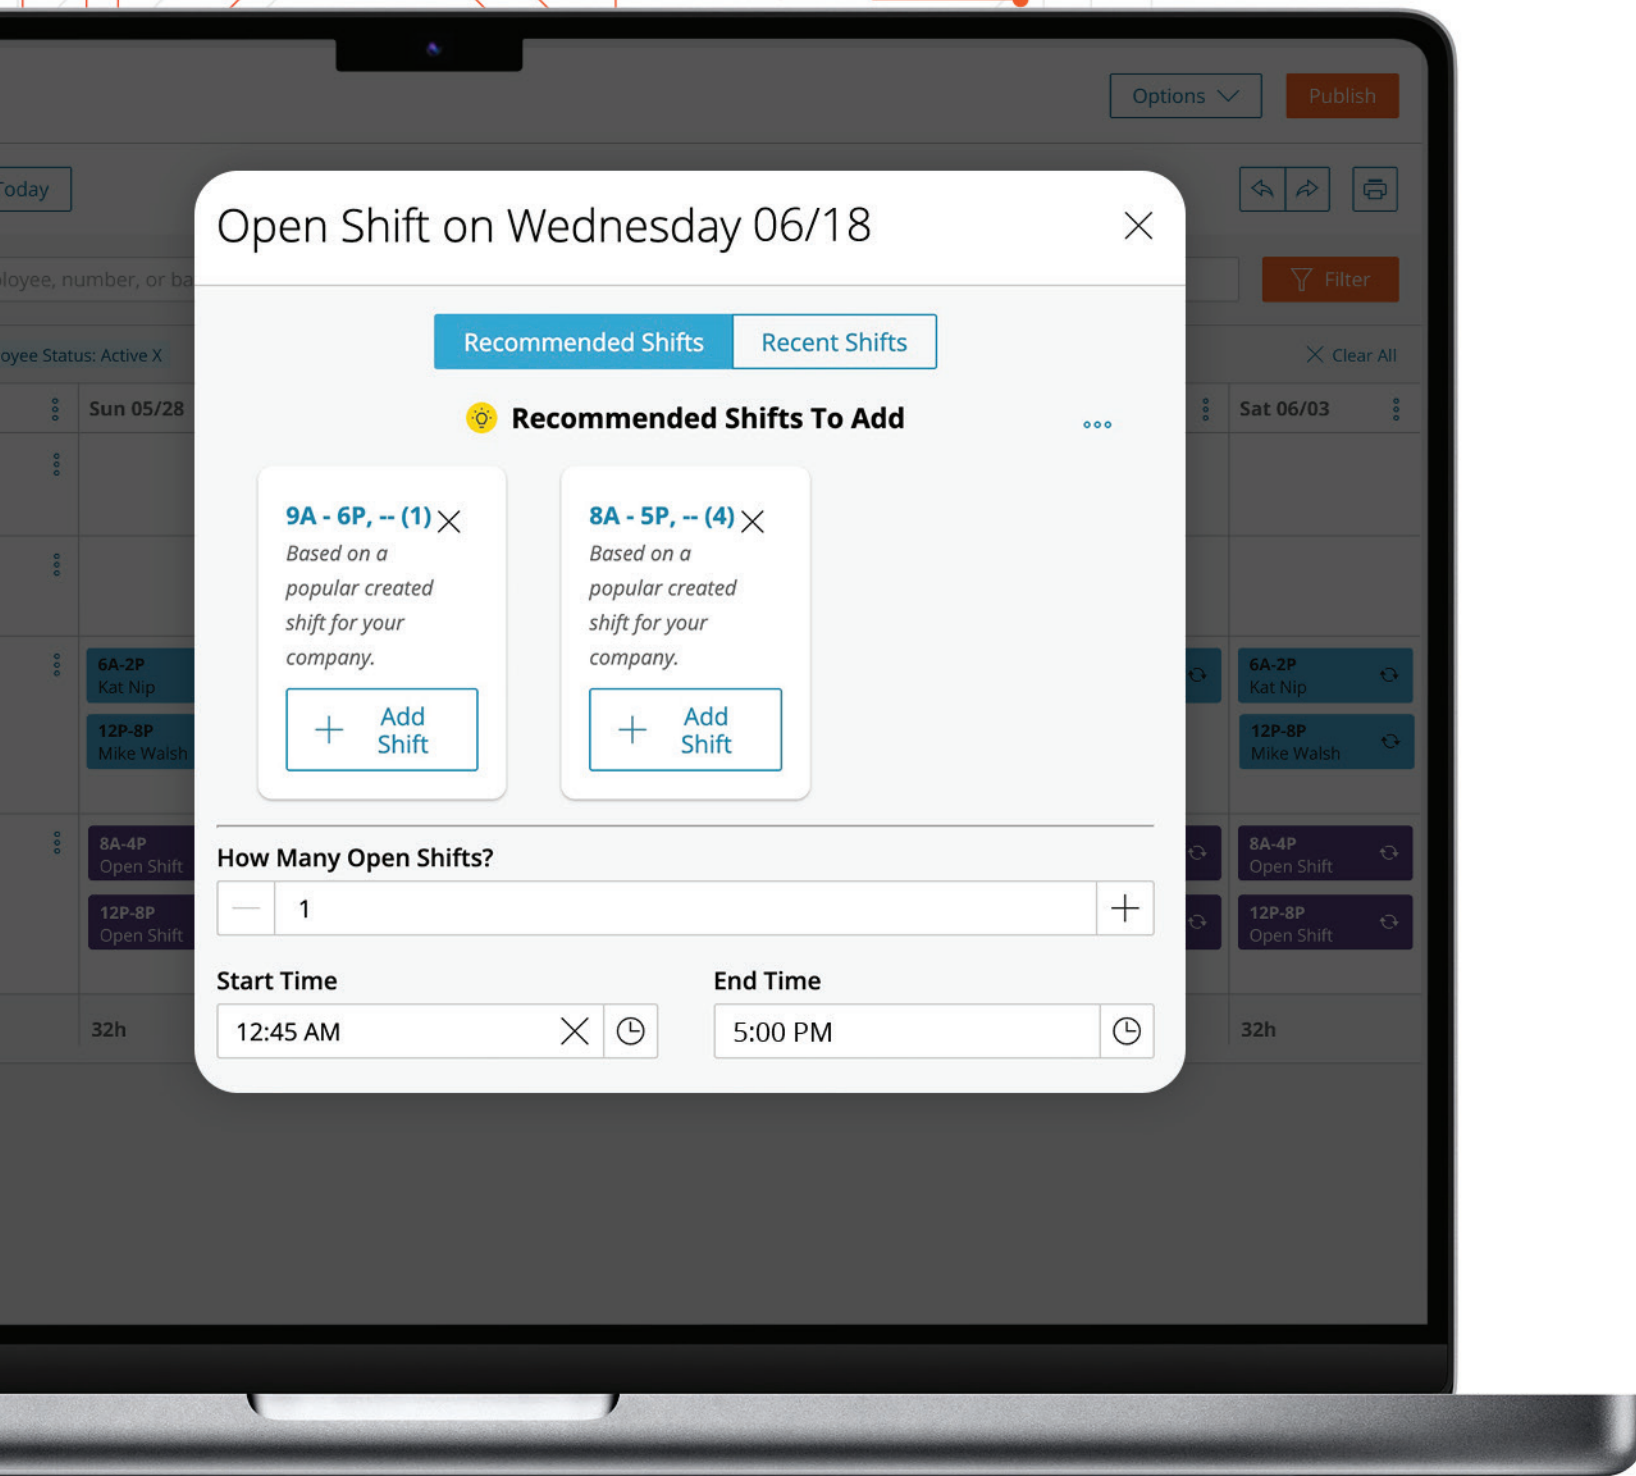 Options
Publish
Today
Open Shift on Wednesday 06/18
number, or
Filter
Recommended Shifts
Recent Shifts
Status: Active X
Clear All
Sun 05/28
Recommended Shifts To Add
Sat 06/03
9A - 6P, -- (1)
Based on a
popular created
shift for your
company.
Add
Shift
8A - 5P, -- (4)
Based on a
popular created
shift for your
company.
Add
Shift
6A-2P
Kat Nip
12P-8P
Mike Walsh
6A-2P
Kat Nip
12P-8P
Mike Walsh
8A-4P
Open Shift
12P-8P
Open Shift
8A-4P
Open Shift
12P-8P
Open Shift
How Many Open Shifts?
1
Start Time
End Time
12:45 AM
5:00 PM
32h
32h